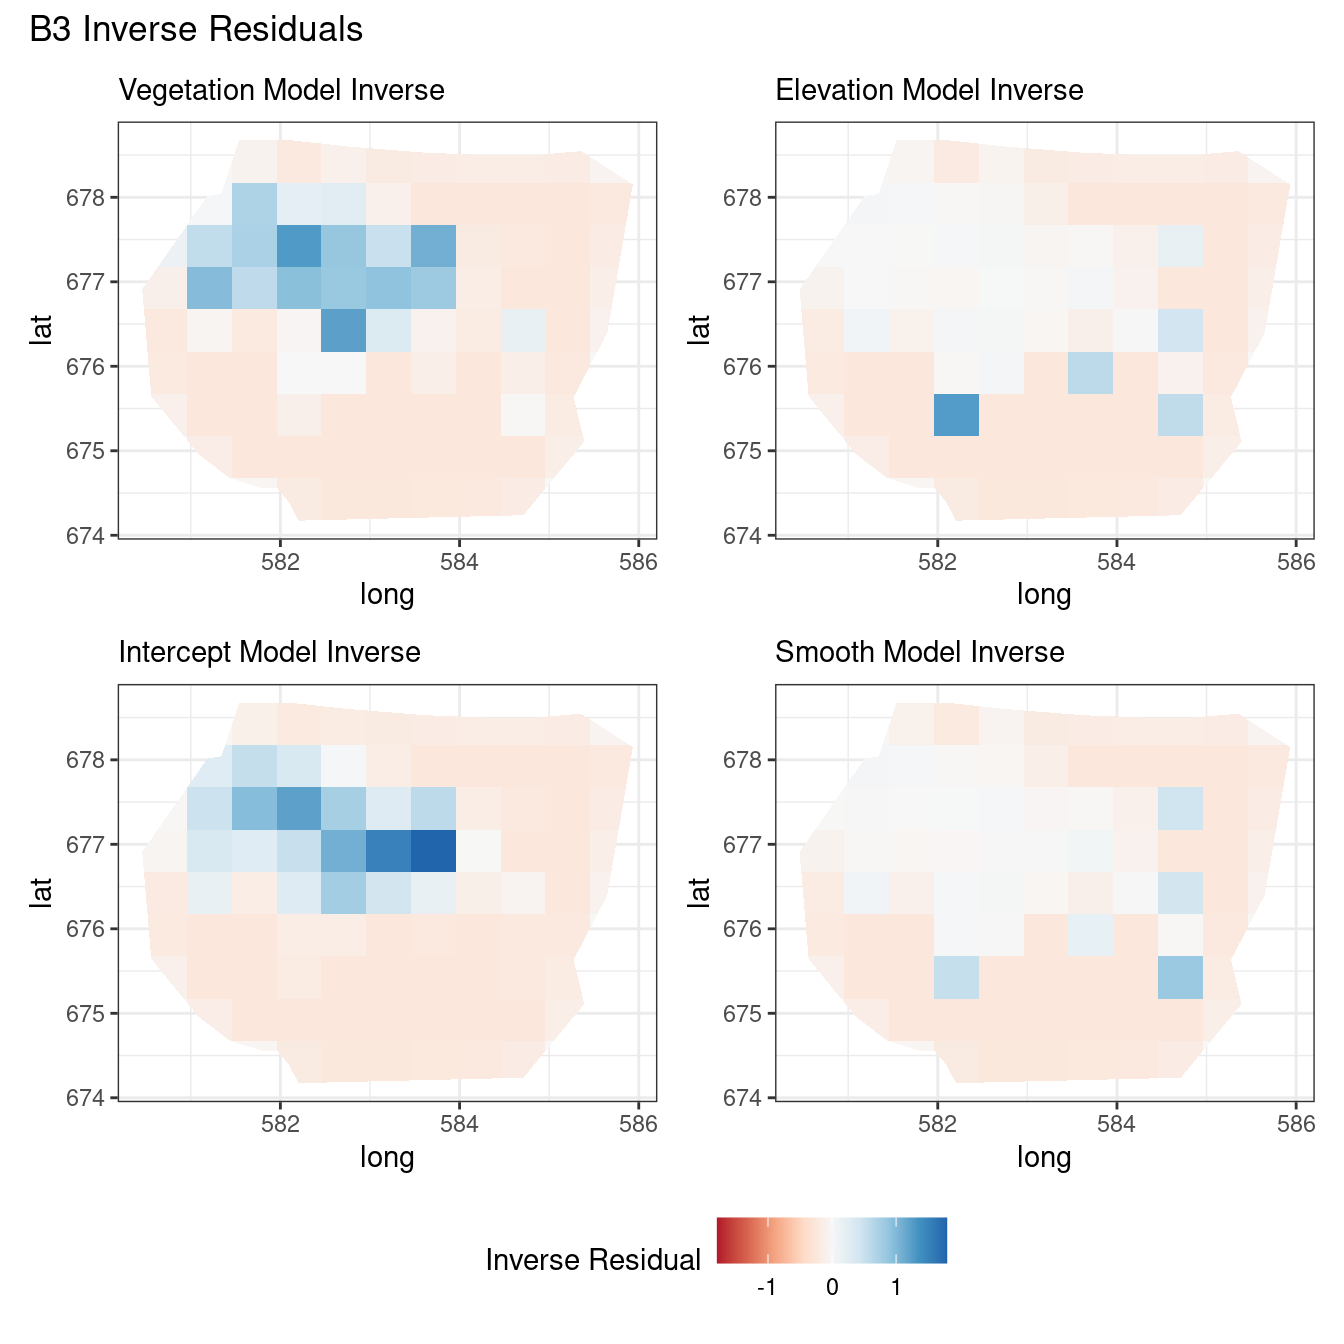 B3 Inverse Residuals
Vegetation Model Inverse
Elevation Model Inverse
678
677
676
675
674
lat
582
584
586
long
678
677
676
675
674
lat
582
584
586
long
Intercept Model Inverse
Smooth Model Inverse
678
677
676
675
674
lat
582
584
586
long
678
677
676
675
674
lat
582
584
586
long
Inverse Residual
-1
0
1